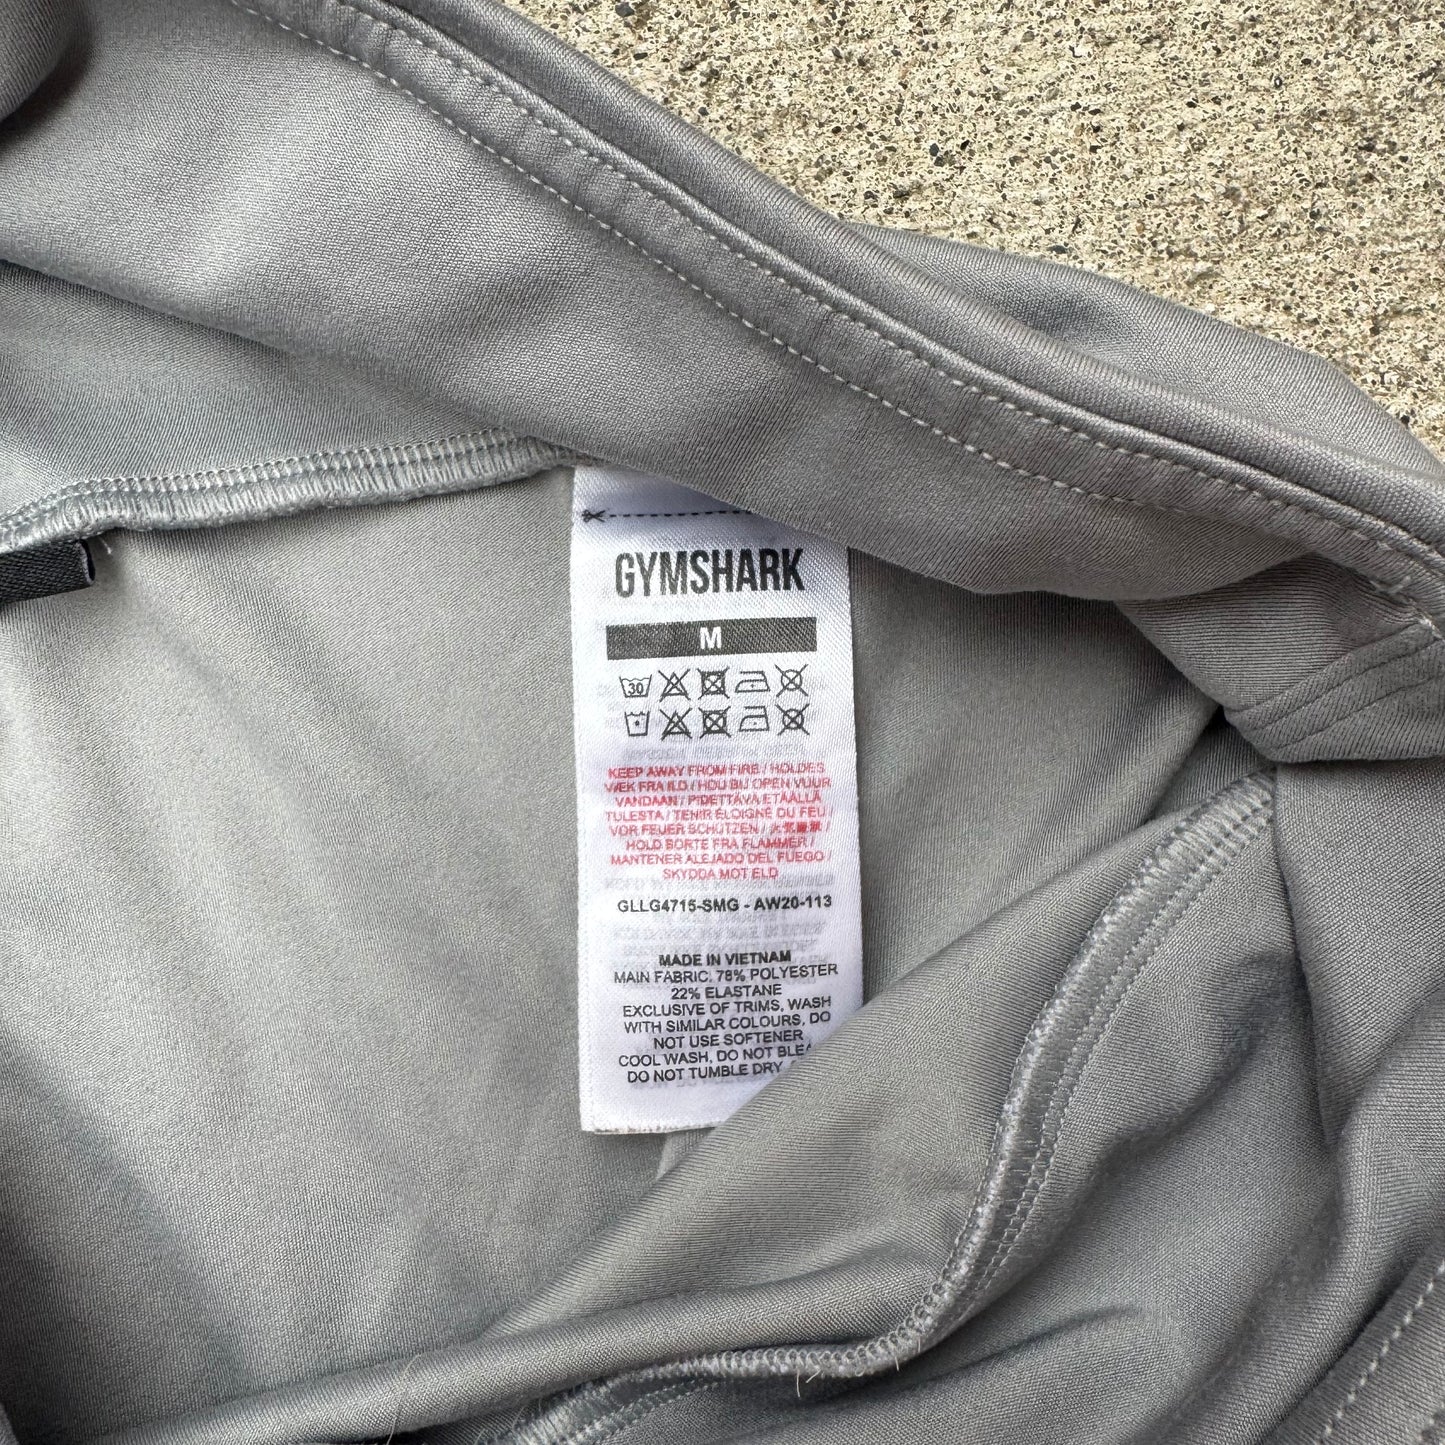 GYMSHARK
M
30
KEEP AWAY FROM FIRE / HOLDES
VÆK FRA ILD / HOU BIJ OPEN VUUR
VANDAAN / PIDETTÄVÄ ETÄÄLLÄ
TULESTA / TENIR ÉLOIGNÉ DU FEU /
VOR FEUER SCHÜTZEN /
HOLD BORTE FRA FLAMMER /
MANTENER ALEJADO DEL FUEGO /
SKYDDA MOT ELD
GLLG4715-SMG - AW20-113
MADE IN VIETNAM
MAIN FABRIC: 78% POLYESTER
22% ELASTANE
EXCLUSIVE OF TRIMS, WASH
WITH SIMILAR COLOURS, DO
NOT USE SOFTENER
COOL WASH, DO NOT
DO NOT TUMBLE DRY,